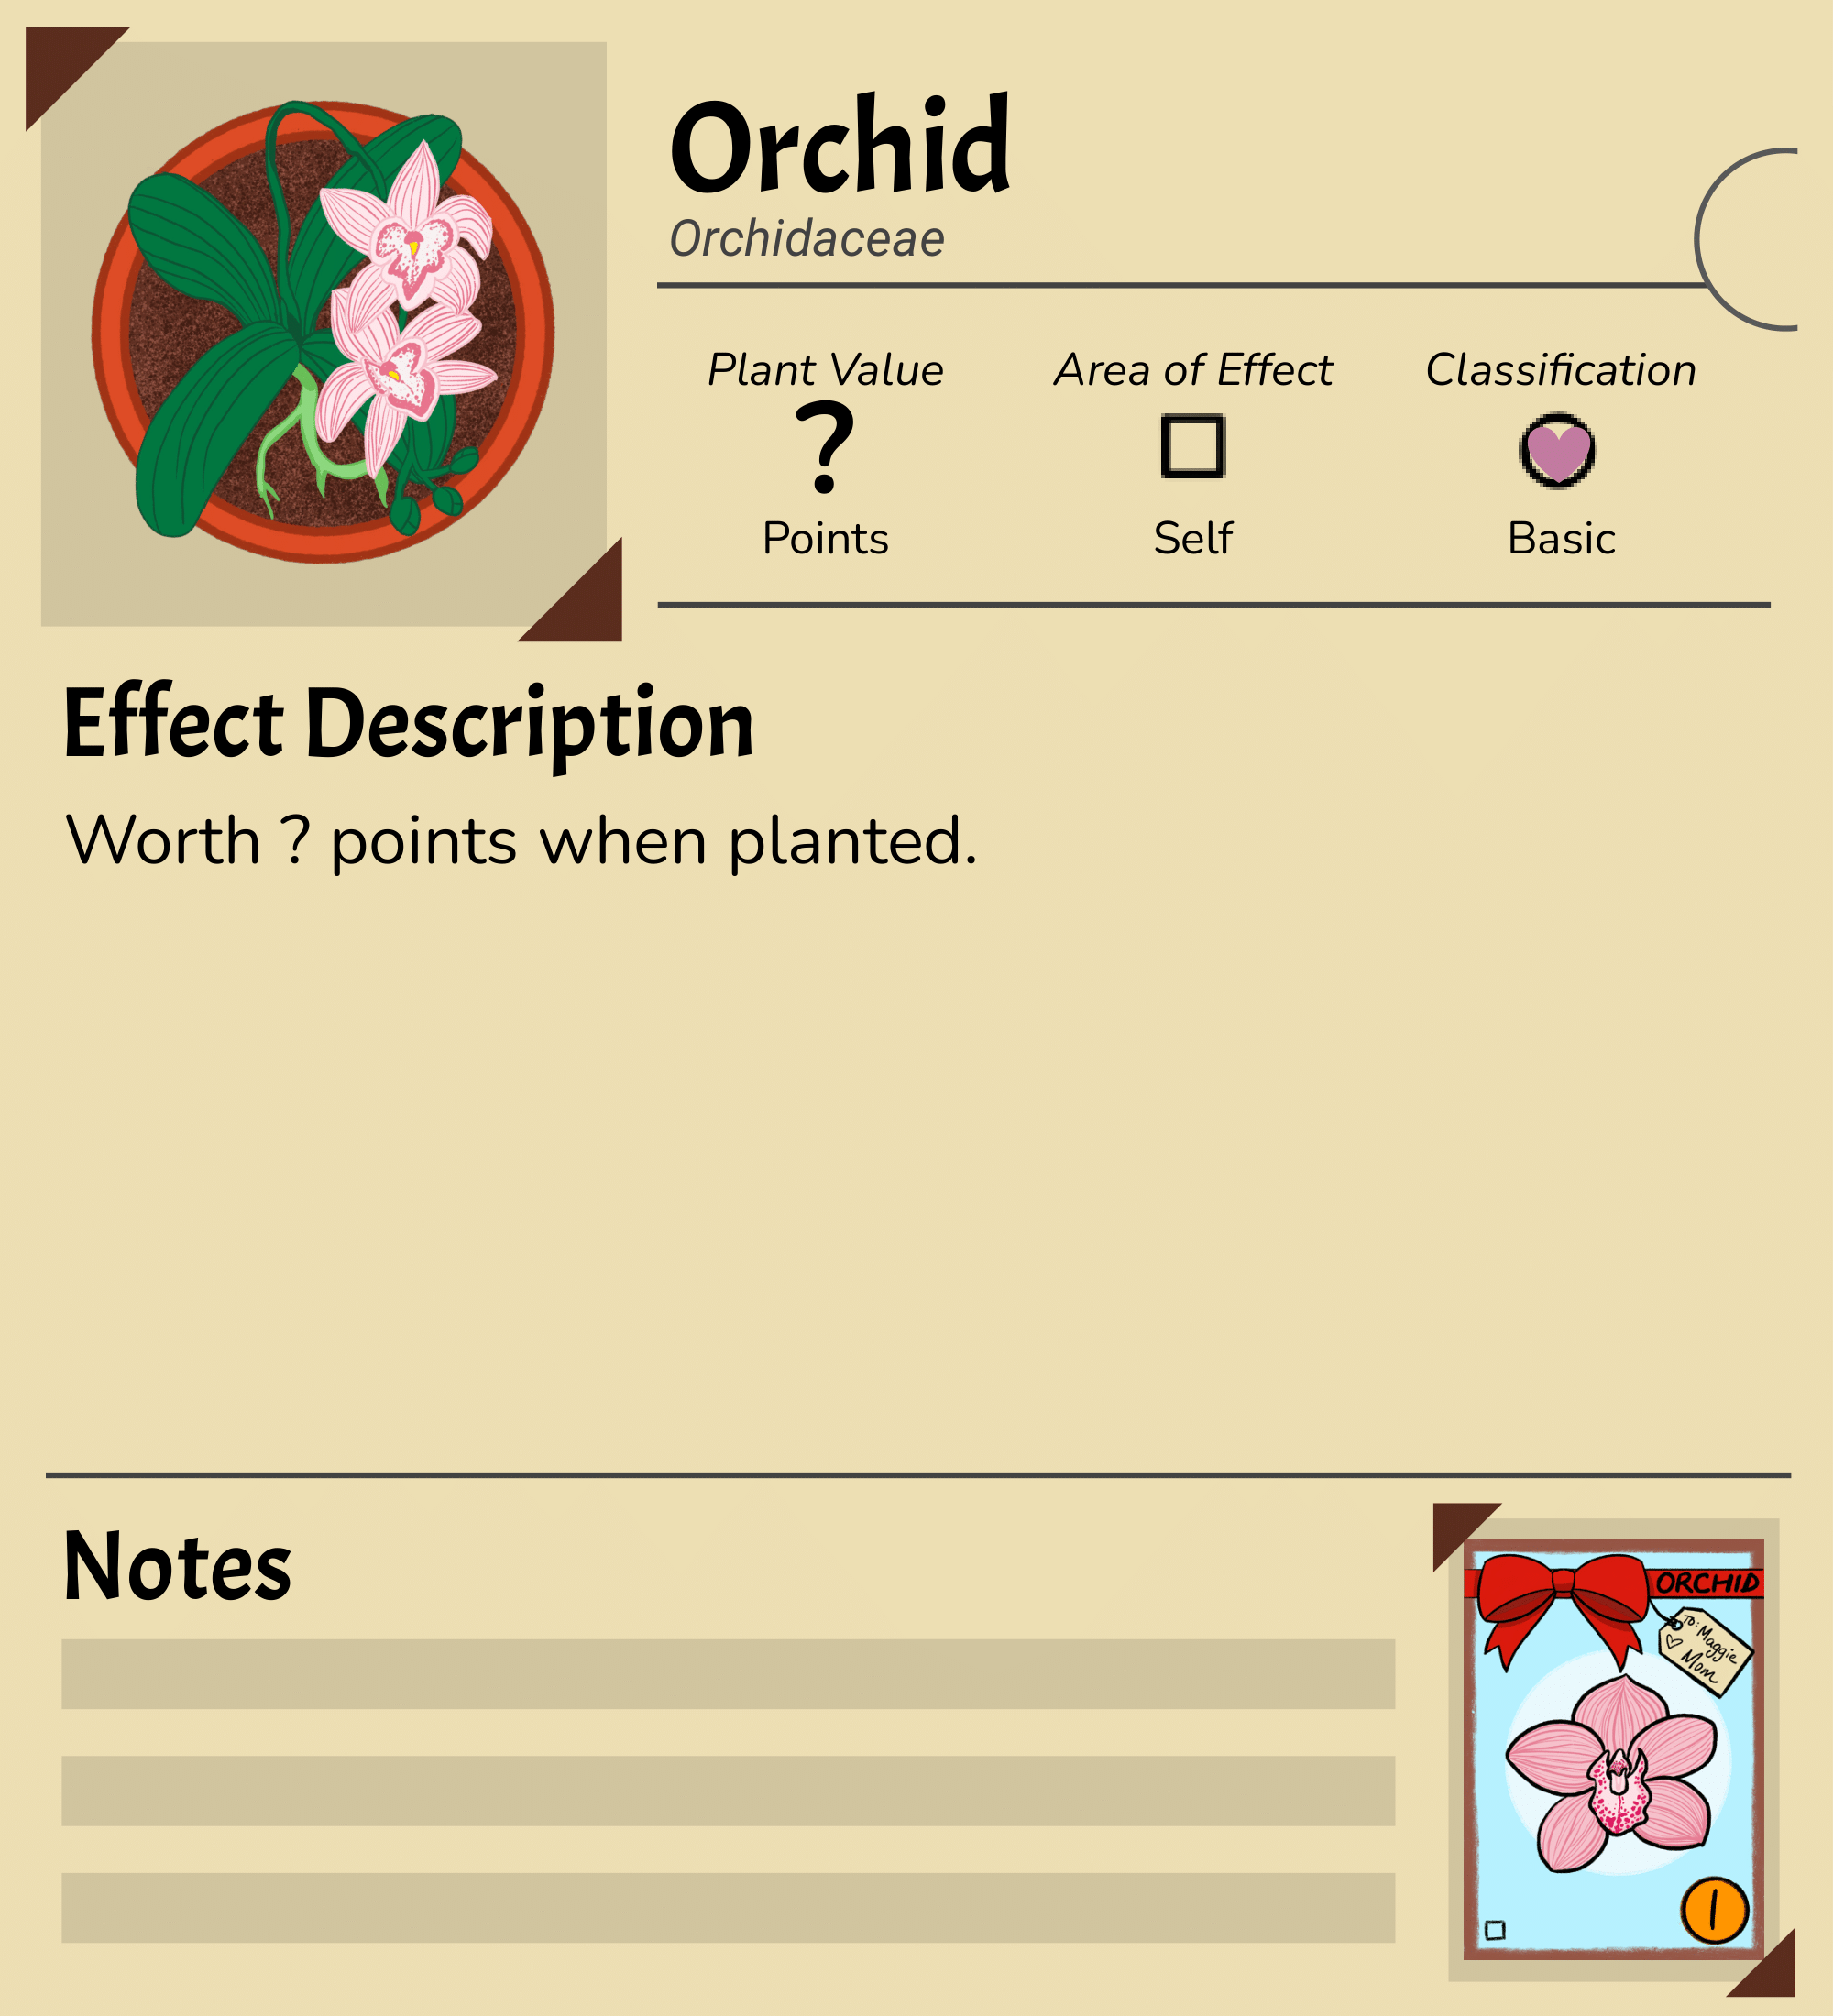 Orchid
Orchidaceae
Plant Value Area of Effect Classification
?
Points Self Basic
Effect Description
Worth ? points when planted.
Notes
ORCHID
TO: Maggie
♡ Mom
1